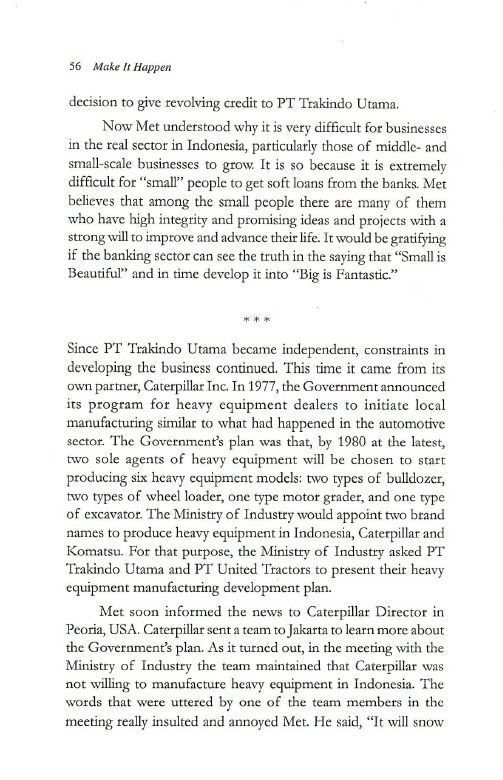 56 Make It Happen
decision to give revolving credit to PT Trakindo Utama.
Now Met understood why it is very difficult for businesses
in the real sector in Indonesia, particularly those of middle- and
small-scale businesses to grow. It is so because it is extremely
difficult for “small” people to get soft loans from the banks. Met
believes that among the small people there are many of them
who have high integrity and promising ideas and projects with a
strong will to improve and advance their life. It would be gratifying
if the banking sector can see the truth in the saying that “Small is
Beautiful” and in time develop it into “Big is Fantastic.”
* * *
Since PT Trakindo Utama became independent, constraints in
developing the business continued. This time it came from its
own partner, Caterpillar Inc. In 1977, the Government announced
its program for heavy equipment dealers to initiate local
manufacturing similar to what had happened in the automotive
sector. The Government’s plan was that, by 1980 at the latest,
two sole agents of heavy equipment will be chosen to start
producing six heavy equipment models: two types of bulldozer,
two types of wheel loader, one type motor grader, and one type
of excavator. The Ministry of Industry would appoint two brand
names to produce heavy equipment in Indonesia, Caterpillar and
Komatsu. For that purpose, the Ministry of Industry asked PT
Trakindo Utama and PT United Tractors to present their heavy
equipment manufacturing development plan.
Met soon informed the news to Caterpillar Director in
Peoria, USA. Caterpillar sent a team to Jakarta to learn more about
the Government’s plan. As it turned out, in the meeting with the
Ministry of Industry the team maintained that Caterpillar was
not willing to manufacture heavy equipment in Indonesia. The
words that were uttered by one of the team members in the
meeting really insulted and annoyed Met. He said, “It will snow